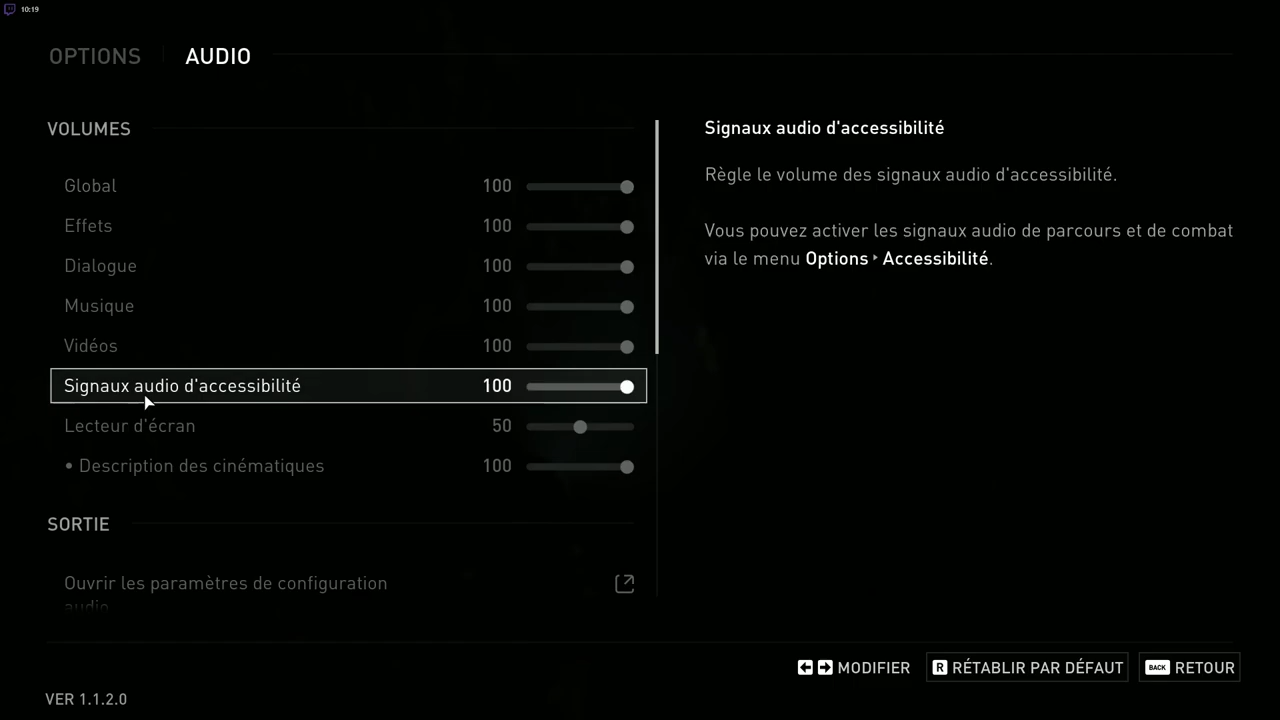 10:19
OPTIONS AUDIO
VOLUMES
Global 100
Effets 100
Dialogue 100
Musique 100
Vidéos 100
Signaux audio d'accessibilité 100
Lecteur d'écran 50
• Description des cinématiques 100
SORTIE
Ouvrir les paramètres de configuration
audio
Signaux audio d'accessibilité
Règle le volume des signaux audio d'accessibilité.
Vous pouvez activer les signaux audio de parcours et de combat
via le menu Options ‣ Accessibilité.
MODIFIER R RÉTABLIR PAR DÉFAUT BACK RETOUR
VER 1.1.2.0